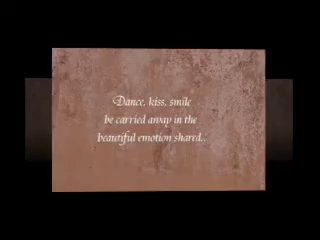 Dance, kiss, smile
be carried away in the
beautiful emotion shared..